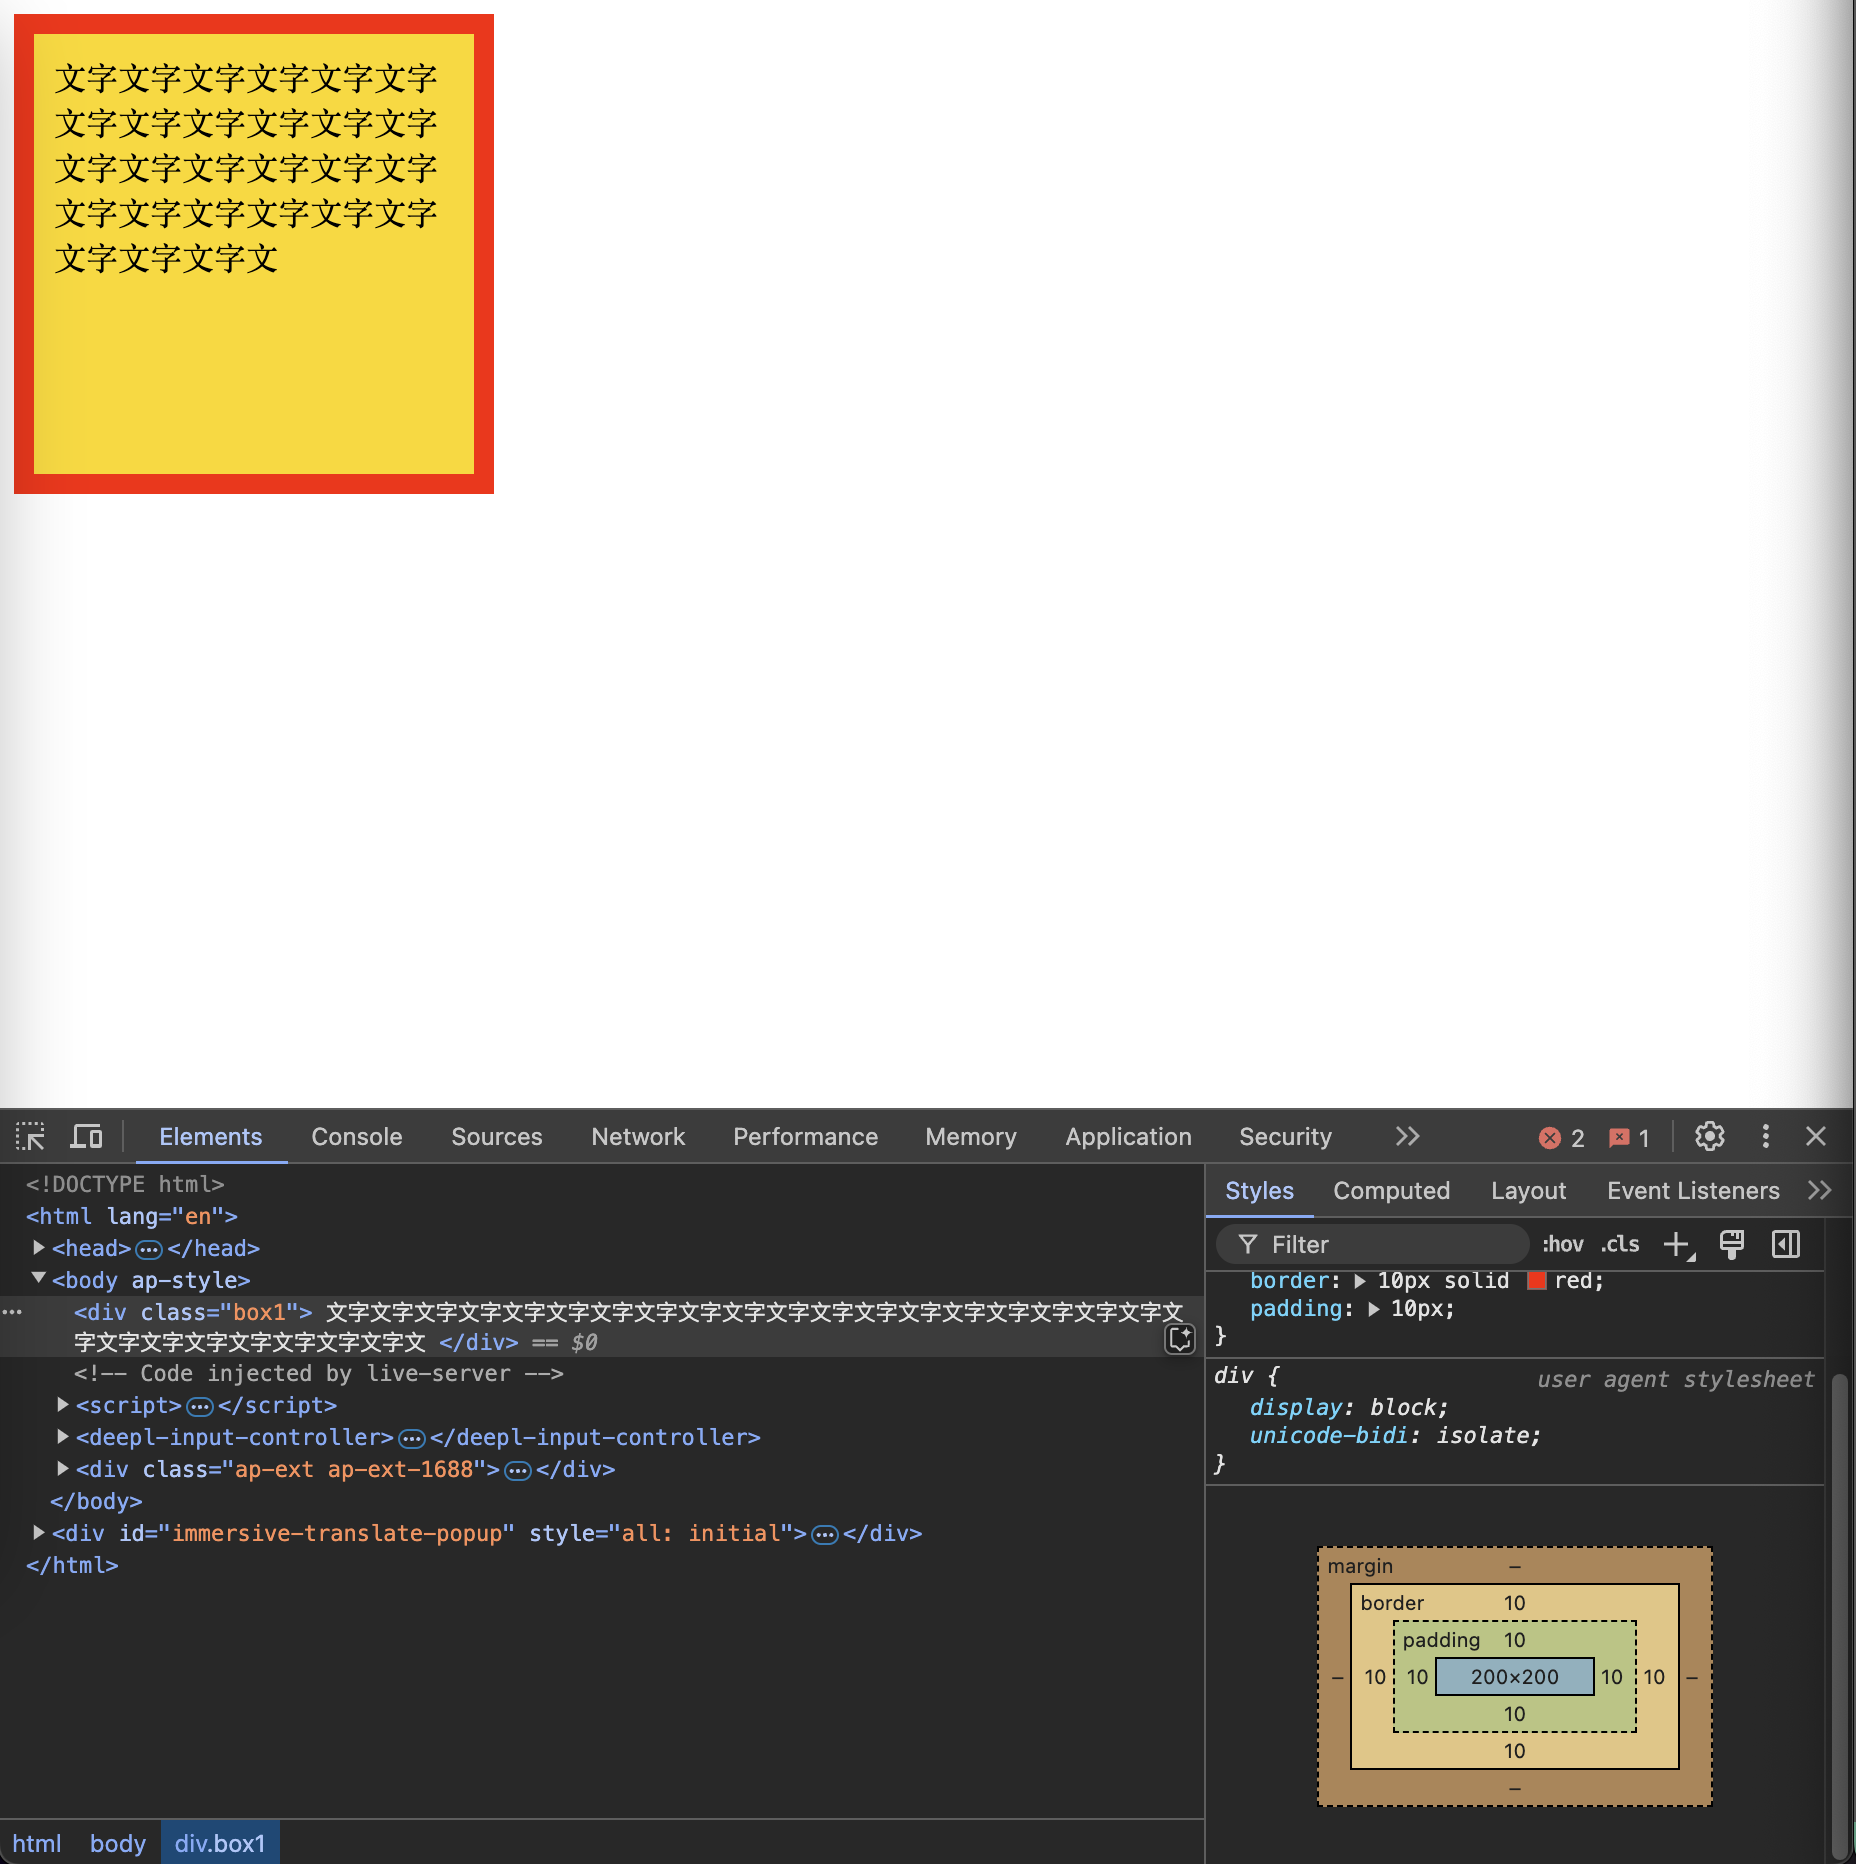 文字文字文字文字文字文字
文字文字文字文字文字文字
文字文字文字文字文字文字
文字文字文字文字文字文字
文字文字文字文
Elements Console Sources Network Performance Memory Application Security 2 1
<!DOCTYPE html>
<html lang="en">
<head>…</head>
<body ap-style>
<div class="box1"> 文字文字文字文字文字文字文字文字文字文字文字文字文字文字文字文字文字文字文字文
字文字文字文字文字文字文字文字文 </div> == $0
<!-- Code injected by live-server -->
<script>…</script>
<deepl-input-controller>…</deepl-input-controller>
<div class="ap-ext ap-ext-1688">…</div>
</body>
<div id="immersive-translate-popup" style="all: initial">…</div>
</html>
html body div.box1
Styles Computed Layout Event Listeners
Filter :hov .cls
border: 10px solid red;
padding: 10px;
}
div { user agent stylesheet
display: block;
unicode-bidi: isolate;
}
margin –
border 10
padding 10
– 10 10 200×200 10 10 –
10
10
–